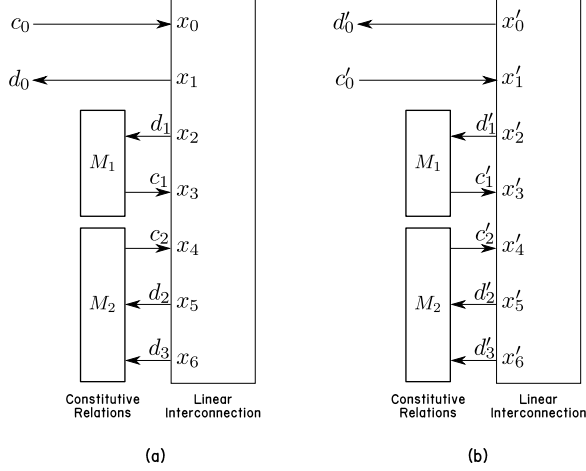 c₀ x₀ d′₀ x′₀
d₀ x₁ c′₀ x′₁
d₁ x₂ d′₁ x′₂
M₁ M₁
c₁ x₃ c′₁ x′₃
c₂ x₄ c′₂ x′₄
M₂ d₂ x₅ M₂ d′₂ x′₅
d₃ x₆ d′₃ x′₆
Constitutive Linear Constitutive Linear
Relations Interconnection Relations Interconnection
(a) (b)